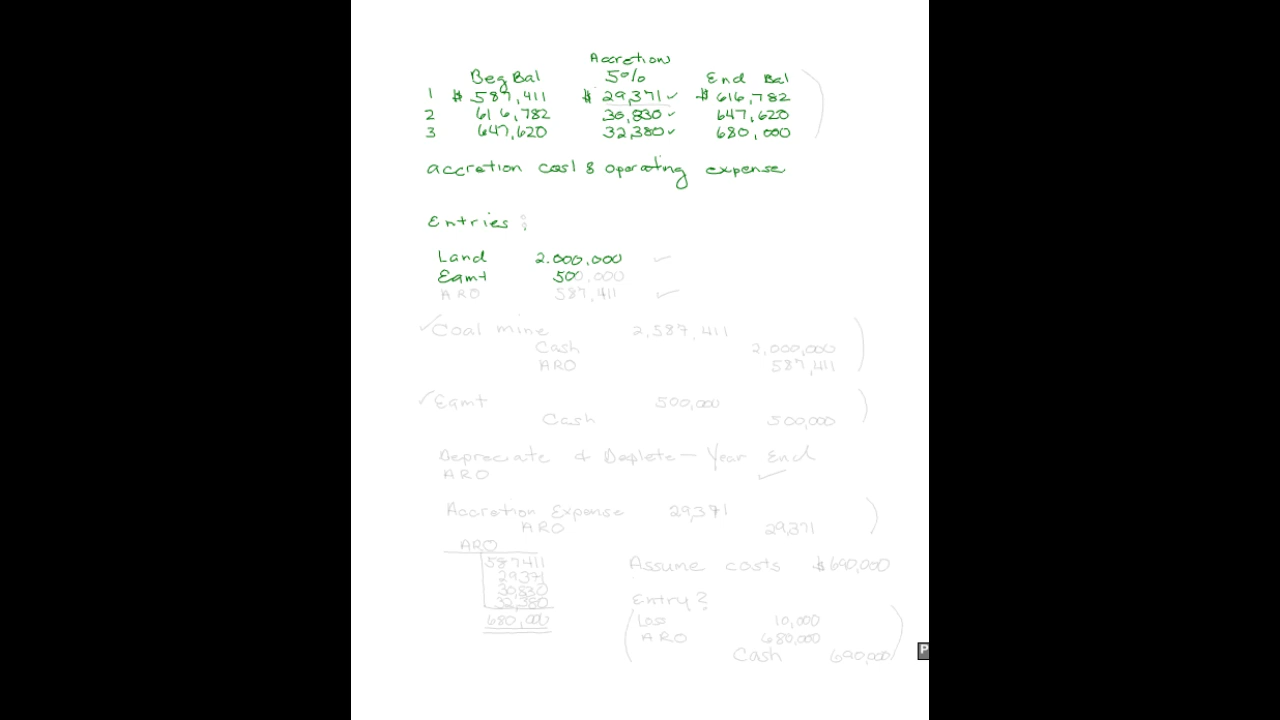 Accretion
Beg Bal 5% End Bal
1 $ 587,411 $ 29,371 ✓ $ 616,782
2 616,782 30,830 ✓ 647,620
3 647,620 32,380 ✓ 680,000
accretion cost & operating expense
Entries:
Land 2.000.000 ✓
Eqmt 500,000
ARO 587,411 ✓
✓ Coal mine 2,587,411
Cash 2,000,000
ARO 587,411
✓ Eqmt 500,000
Cash 500,000
Depreciate & Deplete - Year End
ARO ✓
Accretion Expense 29,371
ARO 29,371
ARO
587411
29371
30,830
32,380
680,000
Assume costs $690,000
Entry?
Loss 10,000
ARO 680,000
Cash 690,000
P